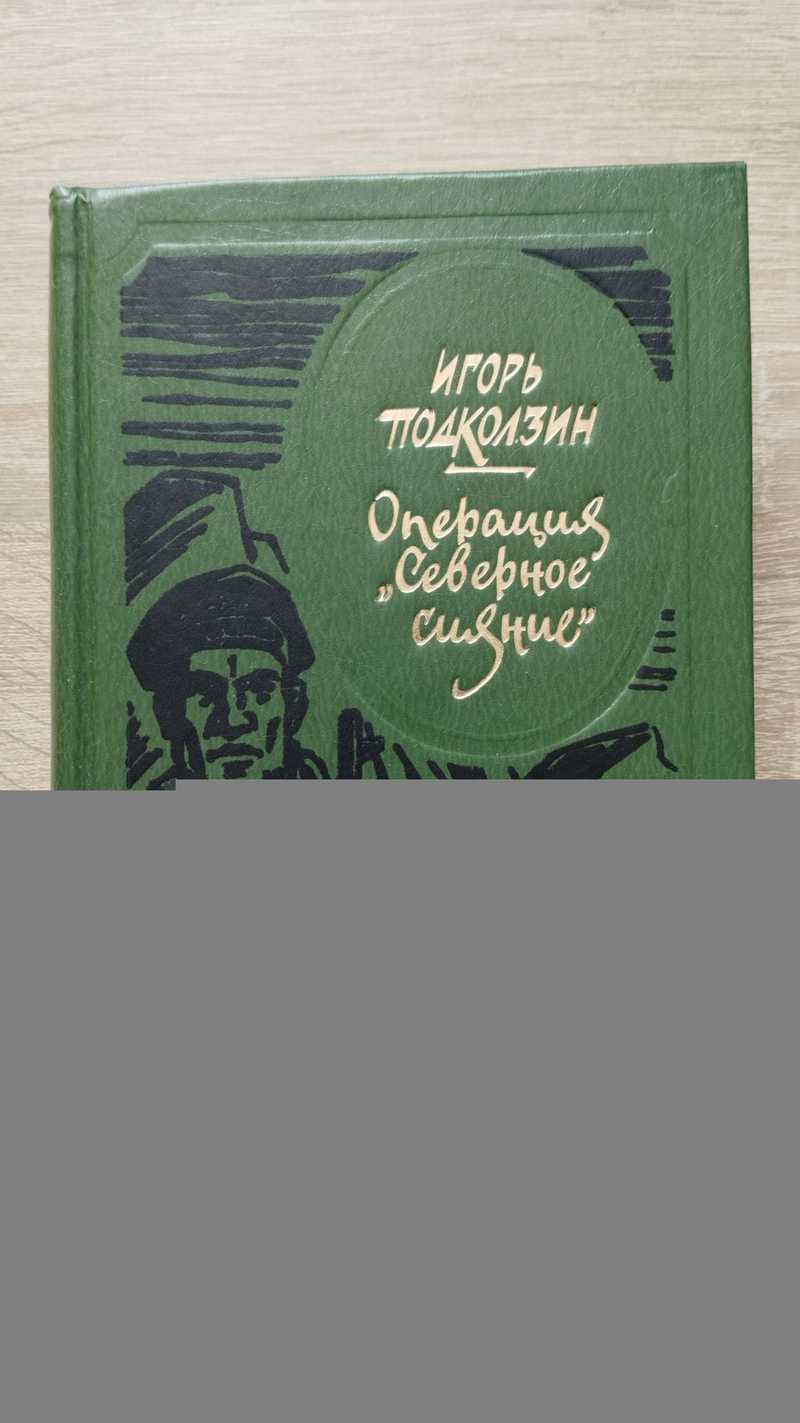 ИГОРЬ
ПОДКОЛЗИН
Операция
„Северное
сияние”